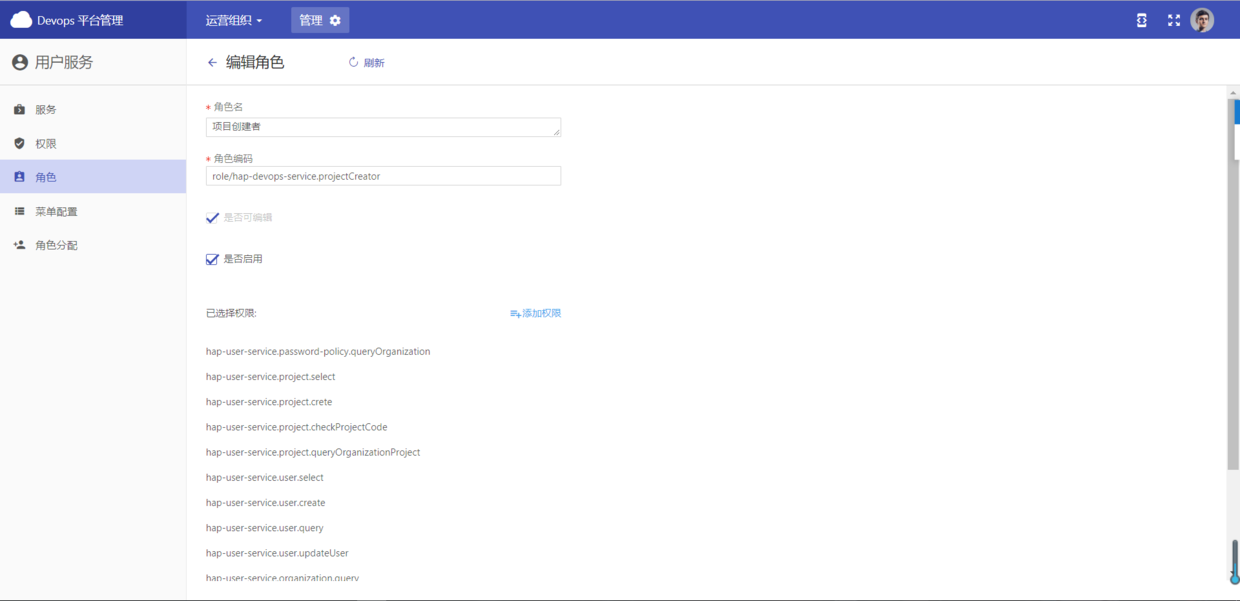 Devops 平台管理
运营组织
管理
用户服务
编辑角色
刷新
服务
权限
角色
菜单配置
角色分配
* 角色名
项目创建者
* 角色编码
role/hap-devops-service.projectCreator
是否可编辑
是否启用
已选择权限:
添加权限
hap-user-service.password-policy.queryOrganization
hap-user-service.project.select
hap-user-service.project.crete
hap-user-service.project.checkProjectCode
hap-user-service.project.queryOrganizationProject
hap-user-service.user.select
hap-user-service.user.create
hap-user-service.user.query
hap-user-service.user.updateUser
hap-user-service.organization.query